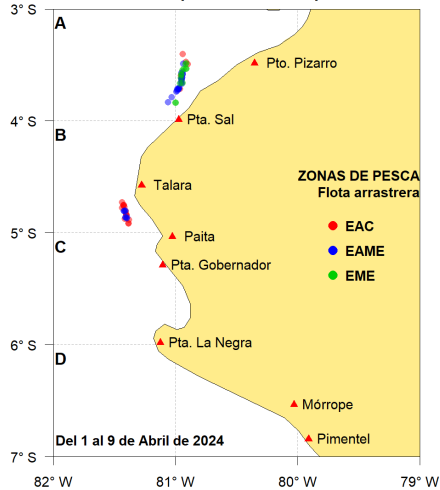 3° S
A
Pto. Pizarro
Pta. Sal
4° S
B
ZONAS DE PESCA
Flota arrastrera
Talara
EAC
5° S
Paita
C
EAME
Pta. Gobernador
EME
6° S
Pta. La Negra
D
Mórrope
Del 1 al 9 de Abril de 2024
Pimentel
7° S
82° W
81° W
80° W
79° W